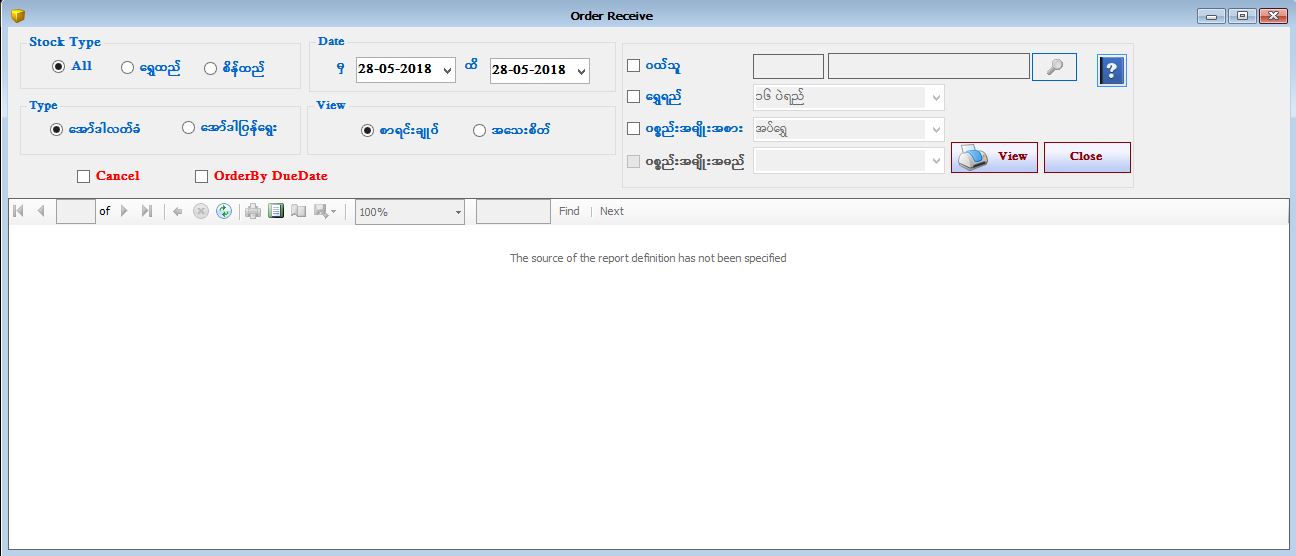 Order Receive
Stock Type
All ရွှေထည် စိန်ထည်
Date
မှ 28-05-2018 ထိ 28-05-2018
Type
အော်ဒါလက်ခံ အော်ဒါပြန်ရွေး
View
စာရင်းချုပ် အသေးစိတ်
Cancel OrderBy DueDate
ဝယ်သူ
ရွှေရည် ၁၆ ပဲရည်
ပစ္စည်းအမျိုးအစား အပ်ရွှေ
ပစ္စည်းအမျိုးအမည်
View Close
of 100% Find | Next
The source of the report definition has not been specified